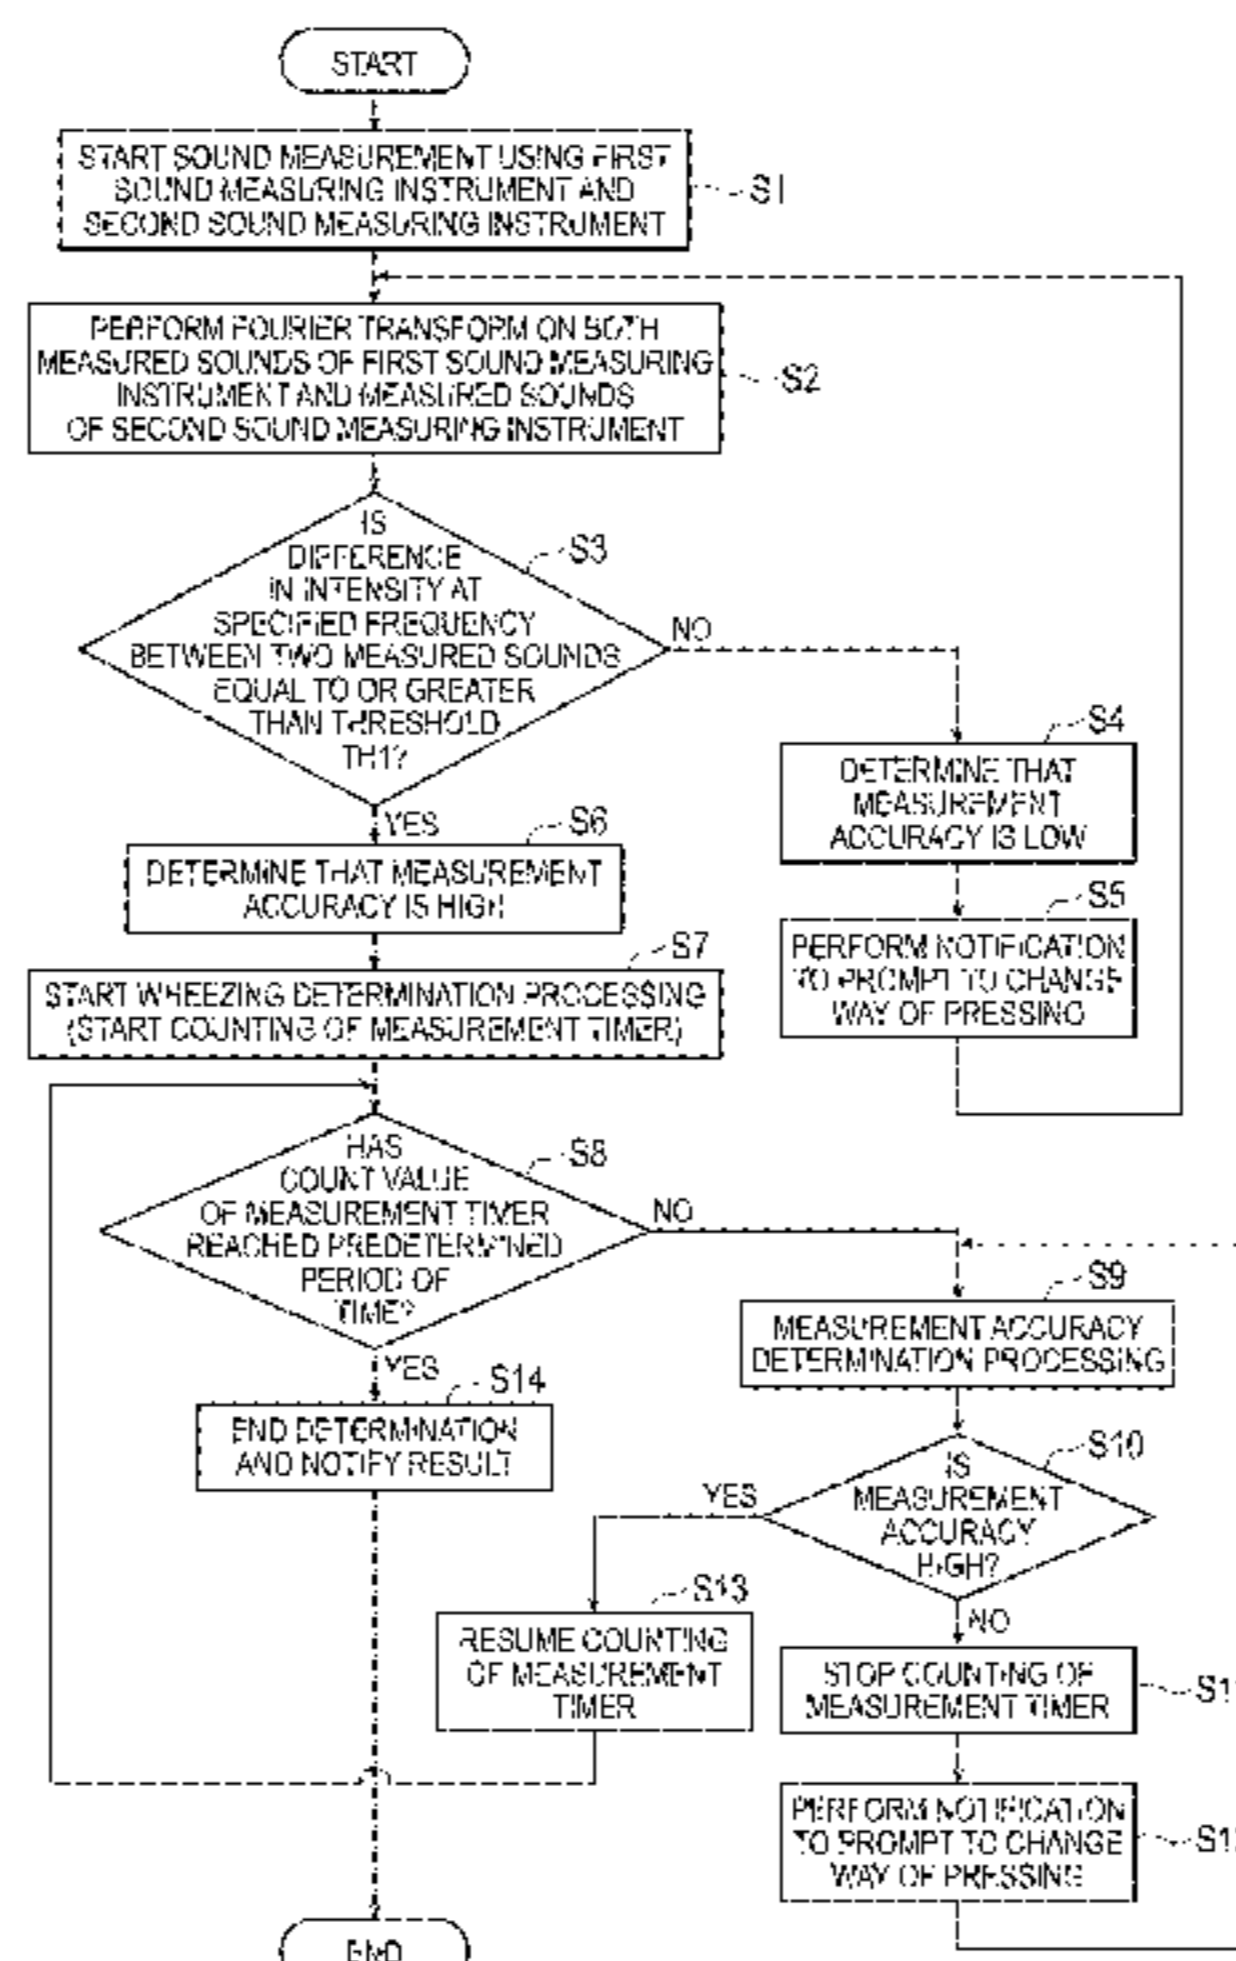 START
START SOUND MEASUREMENT USING FIRST
SOUND MEASURING INSTRUMENT AND
SECOND SOUND MEASURING INSTRUMENT
S1
PERFORM FOURIER TRANSFORM ON BOTH
MEASURED SOUNDS OF FIRST SOUND MEASURING
INSTRUMENT AND MEASURED SOUNDS
OF SECOND SOUND MEASURING INSTRUMENT
S2
IS
DIFFERENCE
IN INTENSITY AT
SPECIFIED FREQUENCY
BETWEEN TWO MEASURED SOUNDS
EQUAL TO OR GREATER
THAN THRESHOLD
TH1?
S3
NO
S4
DETERMINE THAT
MEASUREMENT
ACCURACY IS LOW
S5
PERFORM NOTIFICATION
TO PROMPT TO CHANGE
WAY OF PRESSING
YES
S6
DETERMINE THAT MEASUREMENT
ACCURACY IS HIGH
S7
START WHEEZING DETERMINATION PROCESSING
(START COUNTING OF MEASUREMENT TIMER)
HAS
COUNT VALUE
OF MEASUREMENT TIMER
REACHED PREDETERMINED
PERIOD OF
TIME?
S8
NO
S9
MEASUREMENT ACCURACY
DETERMINATION PROCESSING
YES
S14
END DETERMINATION
AND NOTIFY RESULT
S10
IS
MEASUREMENT
ACCURACY
HIGH?
YES
S13
RESUME COUNTING
OF MEASUREMENT
TIMER
NO
STOP COUNTING OF
MEASUREMENT TIMER
PERFORM NOTIFICATION
TO PROMPT TO CHANGE
WAY OF PRESSING
END